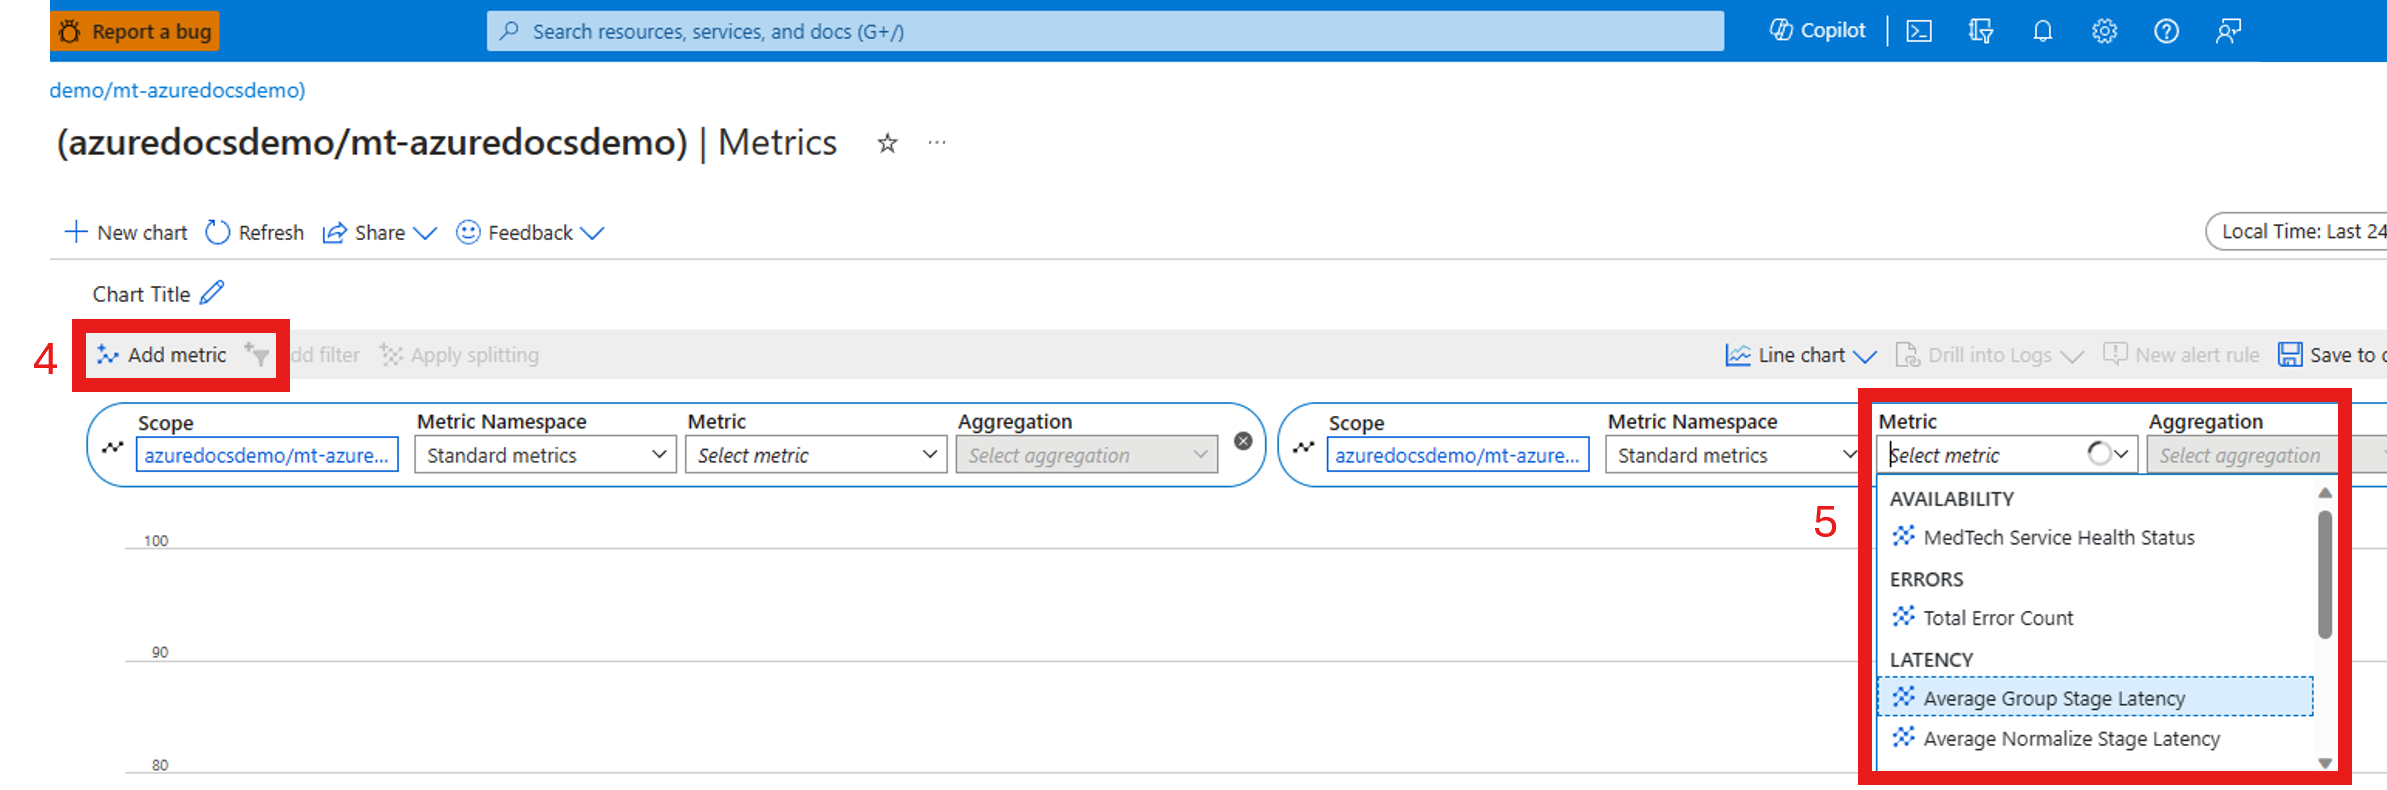 Report a bug
Search resources, services, and docs (G+/)
Copilot
demo/mt-azuredocsdemo)
(azuredocsdemo/mt-azuredocsdemo) | Metrics
New chart Refresh Share Feedback
Local Time: Last 24
Chart Title
4
Add metric dd filter Apply splitting
Line chart Drill into Logs New alert rule Save to
Scope Metric Namespace Metric Aggregation
azuredocsdemo/mt-azure... Standard metrics Select metric Select aggregation
Scope Metric Namespace Metric Aggregation
azuredocsdemo/mt-azure... Standard metrics Select metric Select aggregation
5
AVAILABILITY
MedTech Service Health Status
ERRORS
Total Error Count
LATENCY
Average Group Stage Latency
Average Normalize Stage Latency
100
90
80